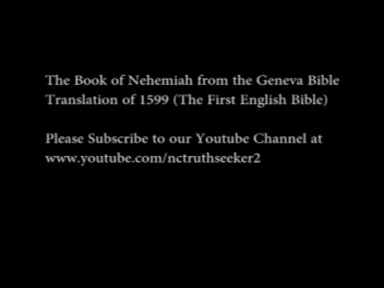 The Book of Nehemiah from the Geneva Bible
Translation of 1599 (The First English Bible)
Please Subscribe to our Youtube Channel at
www.youtube.com/nctruthseeker2